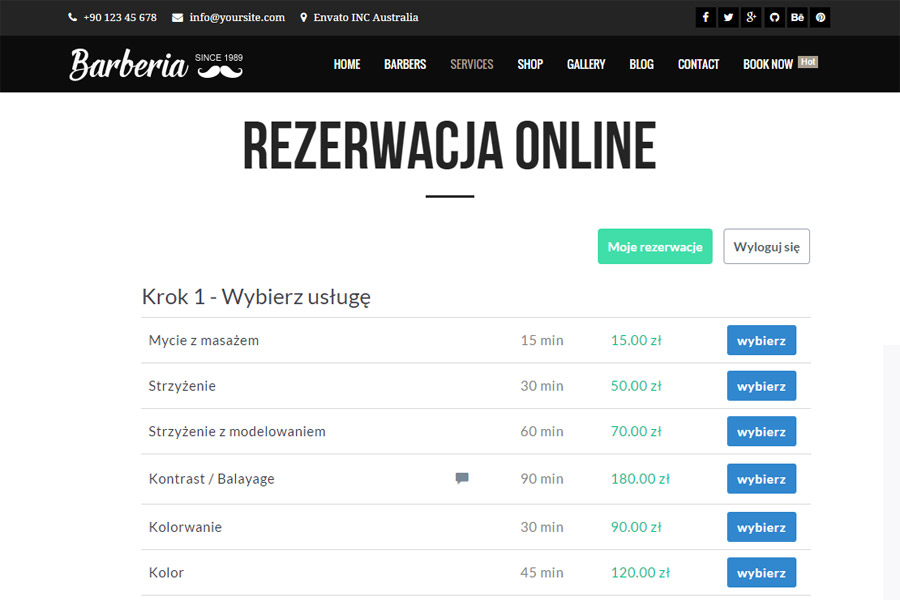 +90 123 45 678 info@yoursite.com Envato INC Australia
Barberia SINCE 1989 HOME BARBERS SERVICES SHOP GALLERY BLOG CONTACT BOOK NOW Hot
REZERWACJA ONLINE
Moje rezerwacje Wyloguj się
Krok 1 - Wybierz usługę
Mycie z masażem 15 min 15.00 zł wybierz
Strzyżenie 30 min 50.00 zł wybierz
Strzyżenie z modelowaniem 60 min 70.00 zł wybierz
Kontrast / Balayage 90 min 180.00 zł wybierz
Kolorwanie 30 min 90.00 zł wybierz
Kolor 45 min 120.00 zł wybierz